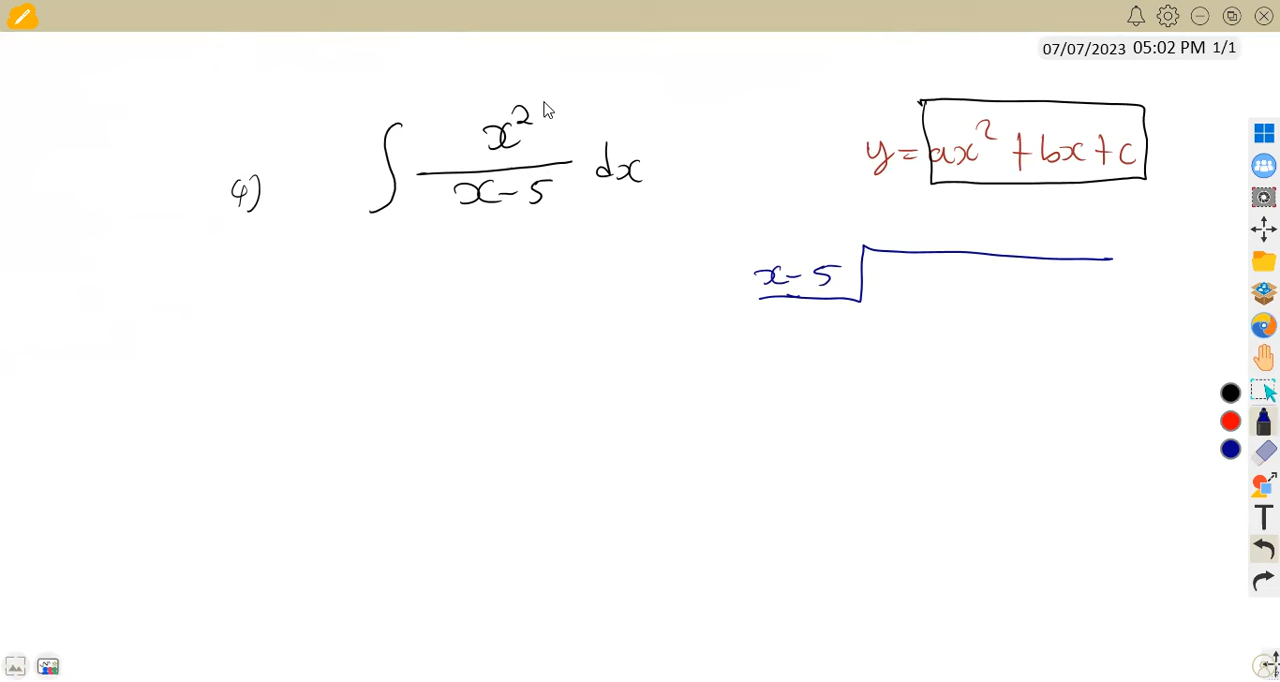 07/07/2023 05:02 PM 1/1
4) ∫ x² / (x-5) dx
y = ax² + bx + c
x-5